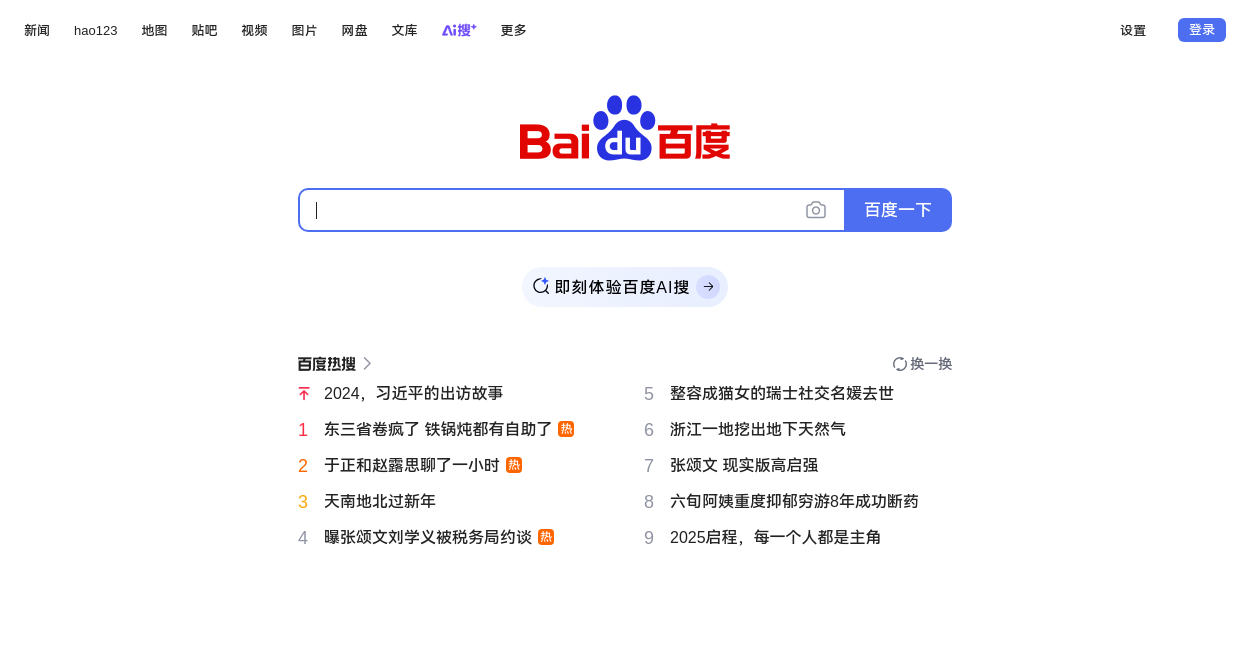 新闻 hao123 地图 贴吧 视频 图片 网盘 文库 Ai搜+ 更多 设置 登录
Bai du 百度
百度一下
即刻体验百度AI搜
百度热搜 换一换
2024，习近平的出访故事
1 东三省卷疯了 铁锅炖都有自助了 热
2 于正和赵露思聊了一小时 热
3 天南地北过新年
4 曝张颂文刘学义被税务局约谈 热
5 整容成猫女的瑞士社交名媛去世
6 浙江一地挖出地下天然气
7 张颂文 现实版高启强
8 六旬阿姨重度抑郁穷游8年成功断药
9 2025启程，每一个人都是主角